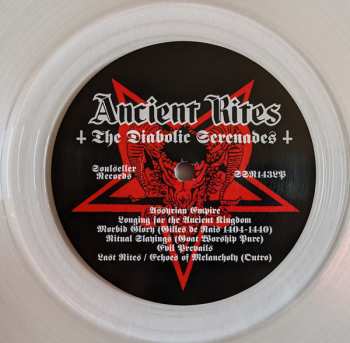 Ancient Rites
The Diabolic Serenades
Soulseller
Records
SSR143LP
Assyrian Empire
Longing for the Ancient Kingdom
Morbid Glory (Gilles de Rais 1404-1440)
Ritual Slayings (Goat Worship Pure)
Evil Prevails
Last Rites / Echoes of Melancholy (Outro)